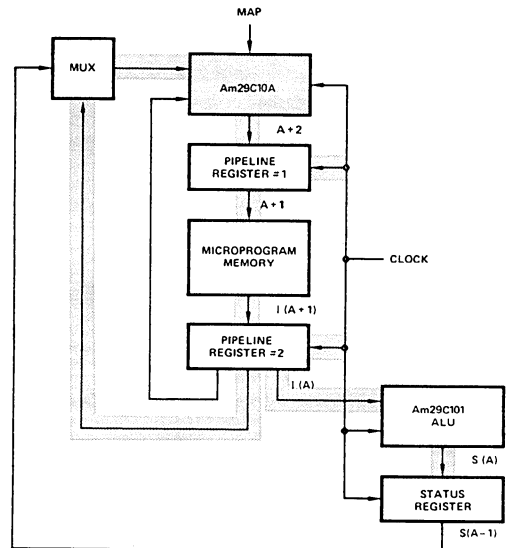 MAP
MUX
Am29C10A
A+2
PIPELINE
REGISTER =1
A+1
MICROPROGRAM
MEMORY
CLOCK
I (A+1)
PIPELINE
REGISTER =2
I (A)
Am29C101
ALU
S (A)
STATUS
REGISTER
S(A-1)